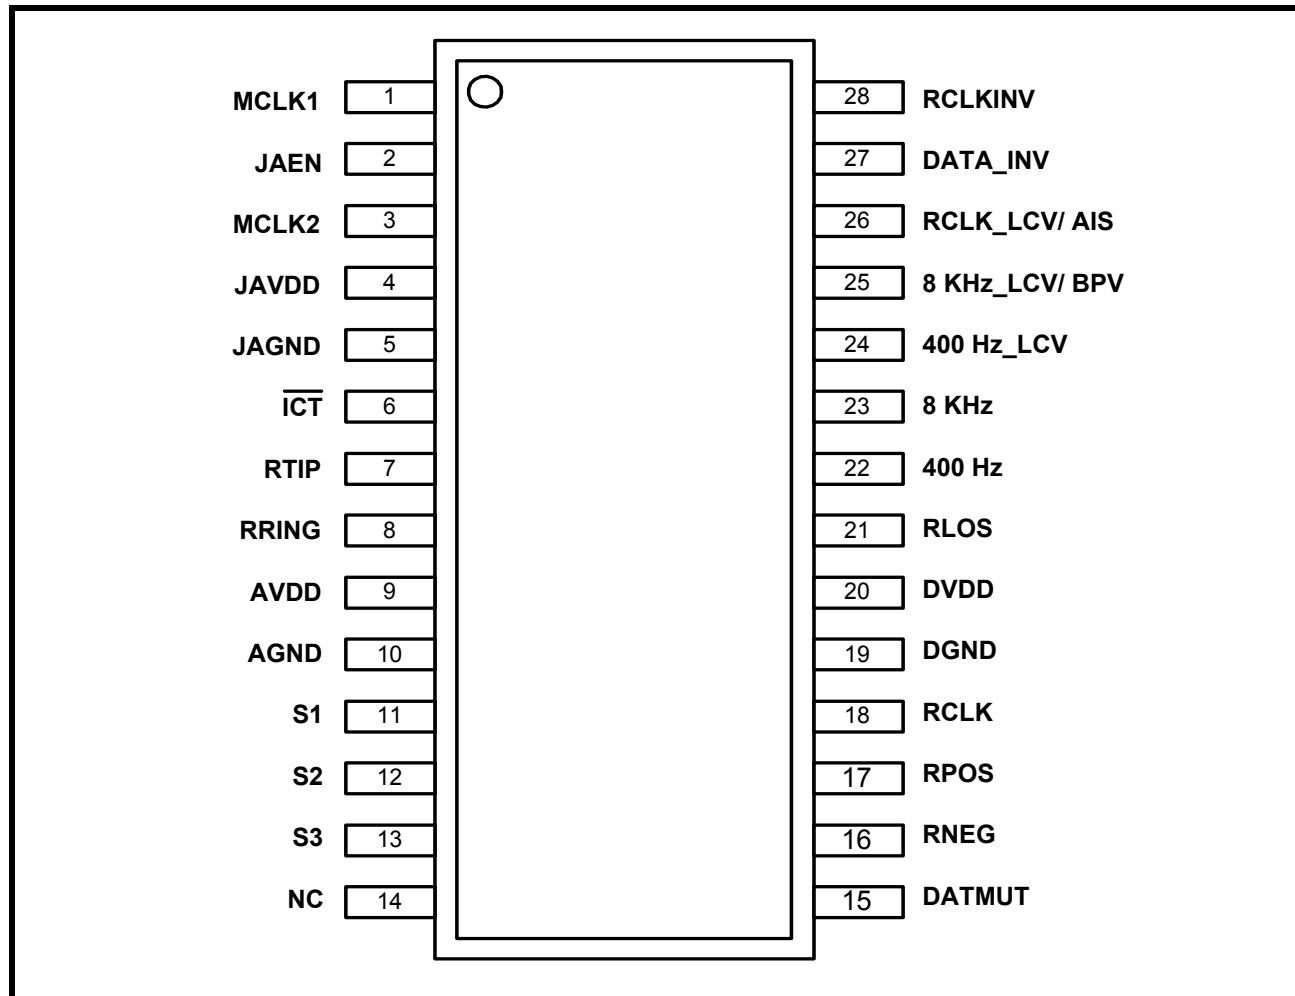 MCLK1 1 28 RCLKINV
JAEN 2 27 DATA_INV
MCLK2 3 26 RCLK_LCV/ AIS
JAVDD 4 25 8 KHz_LCV/ BPV
JAGND 5 24 400 Hz_LCV
I̅C̅T̅ 6 23 8 KHz
RTIP 7 22 400 Hz
RRING 8 21 RLOS
AVDD 9 20 DVDD
AGND 10 19 DGND
S1 11 18 RCLK
S2 12 17 RPOS
S3 13 16 RNEG
NC 14 15 DATMUT